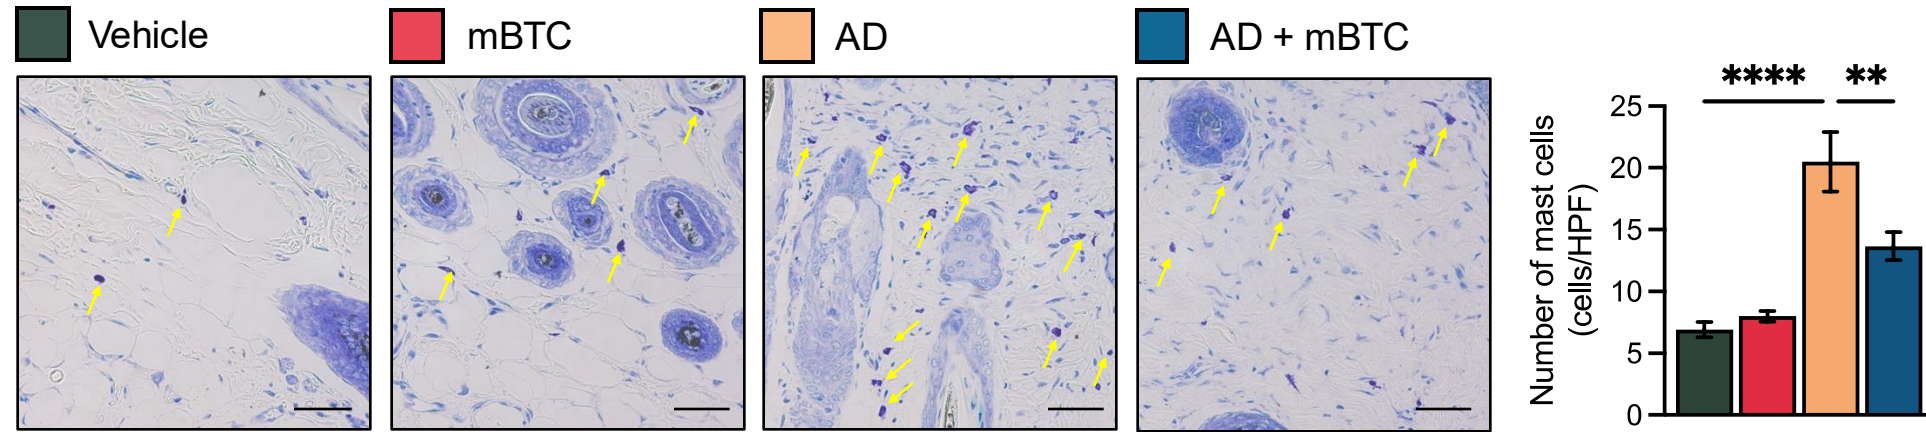 Vehicle
mBTC
AD
AD + mBTC
**** **
Number of mast cells
(cells/HPF)
25
20
15
10
5
0